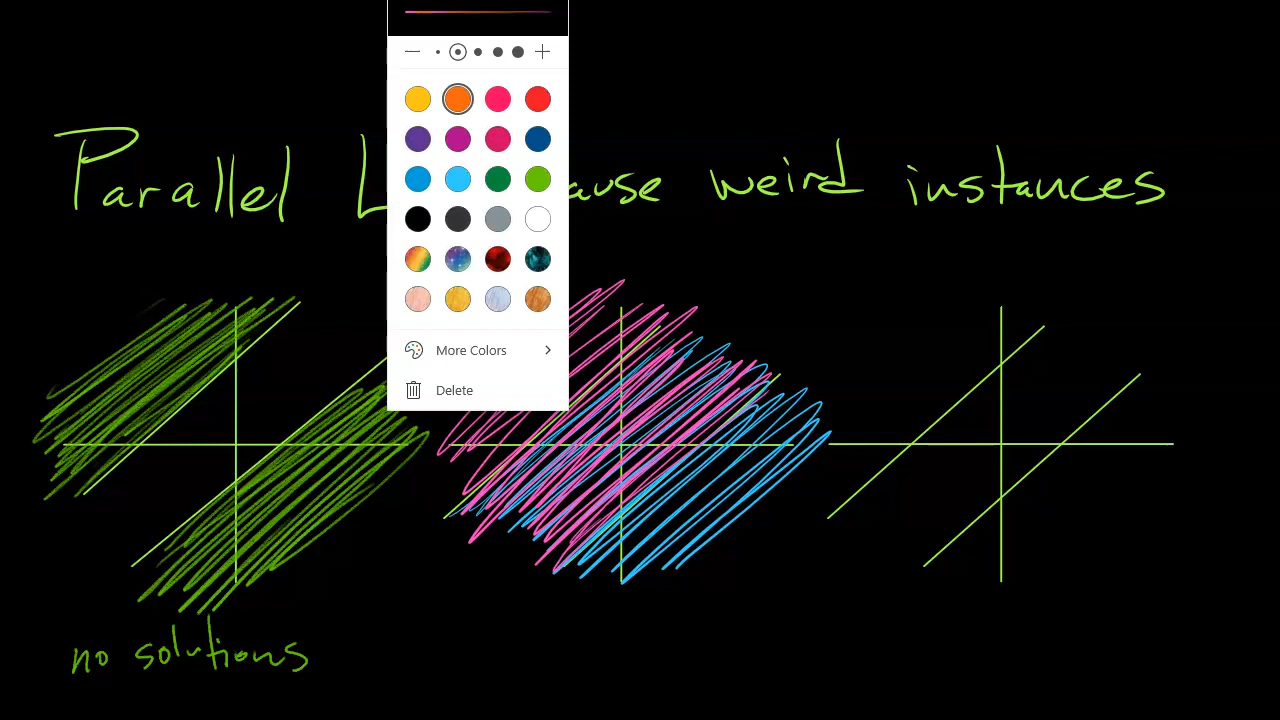 Parallel L ause weird instances
More Colors
Delete
no solutions